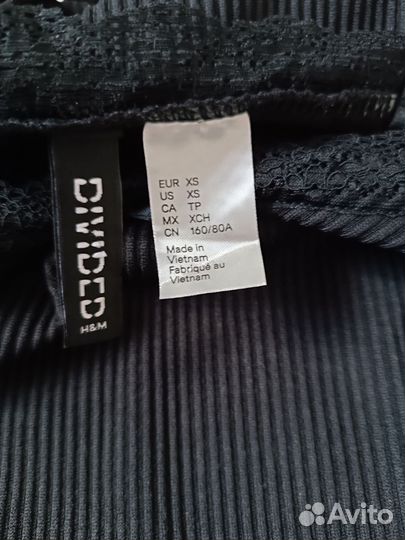 DIVIDED
H&M
EUR XS
US XS
CA TP
MX XCH
CN 160/80A
Made in
Vietnam
Fabriqué au
Vietnam
Avito